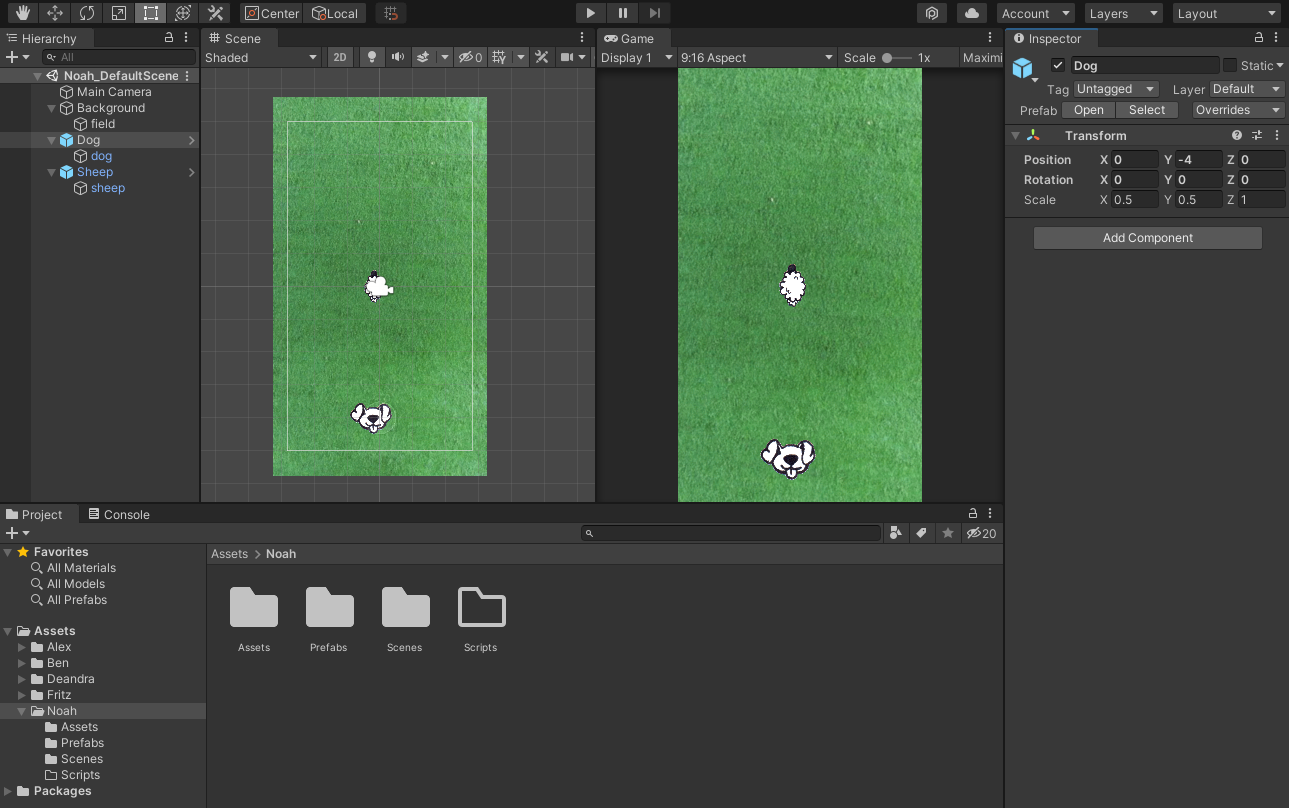 Center Local Account Layers Layout
Hierarchy
All
Noah_DefaultScene
Main Camera
Background
field
Dog
dog
Sheep
sheep
Scene
Shaded 2D 0
Game
Display 1 9:16 Aspect Scale 1x Maximi
Inspector
Dog Static
Tag Untagged Layer Default
Prefab Open Select Overrides
Transform
Position X 0 Y -4 Z 0
Rotation X 0 Y 0 Z 0
Scale X 0.5 Y 0.5 Z 1
Add Component
Project Console
20
Favorites
All Materials
All Models
All Prefabs
Assets
Alex
Ben
Deandra
Fritz
Noah
Assets
Prefabs
Scenes
Scripts
Packages
Assets > Noah
Assets Prefabs Scenes Scripts